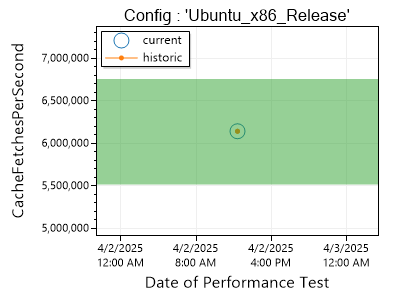 Config : 'Ubuntu_x86_Release'
current
historic
CacheFetchesPerSecond
7,000,000
6,500,000
6,000,000
5,500,000
5,000,000
4/2/2025 4/2/2025 4/2/2025 4/3/2025
12:00 AM 8:00 AM 4:00 PM 12:00 AM
Date of Performance Test